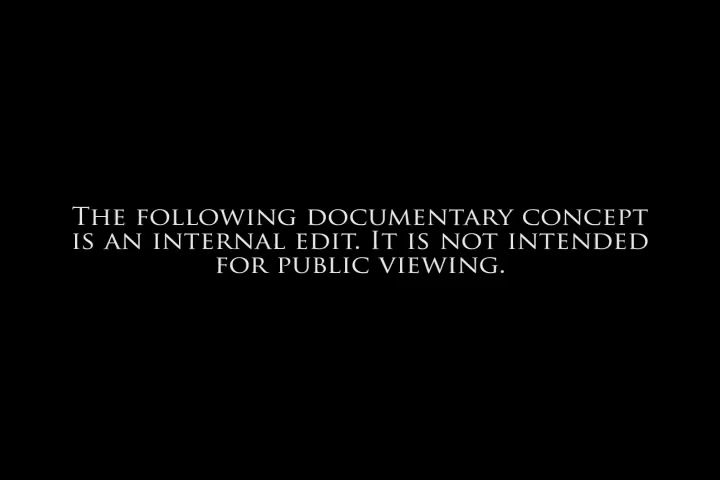 The following documentary concept
is an internal edit. It is not intended
for public viewing.